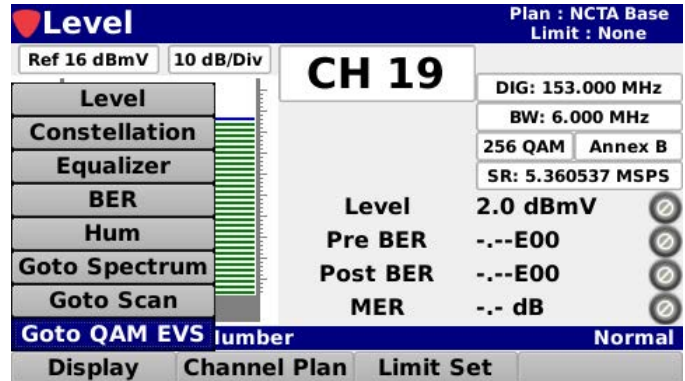 Level
Plan : NCTA Base
Limit : None
Ref 16 dBmV
10 dB/Div
CH 19
DIG: 153.000 MHz
BW: 6.000 MHz
256 QAM
Annex B
SR: 5.360537 MSPS
Level
Constellation
Equalizer
BER
Hum
Goto Spectrum
Goto Scan
Goto QAM EVS
Level 2.0 dBmV
Pre BER -.--E00
Post BER -.--E00
MER -.- dB
lumber
Normal
Display
Channel Plan
Limit Set